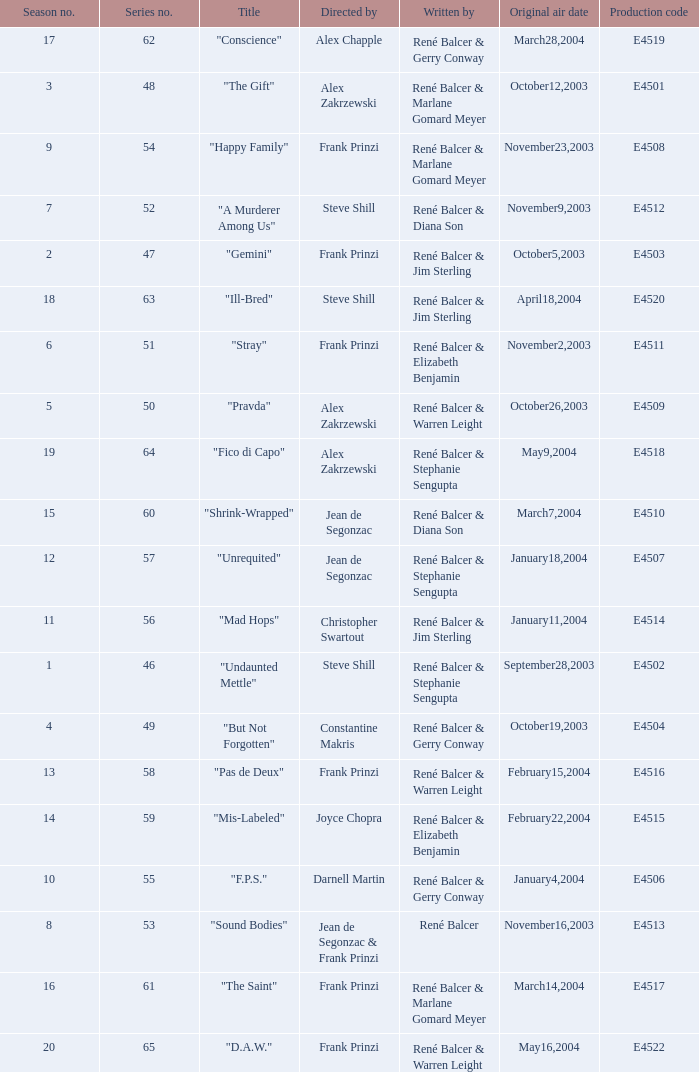 Season no. Series no. Title Directed by Written by Original air date Production code
17 62 "Conscience" Alex Chapple René Balcer & Gerry Conway March28,2004 E4519
3 48 "The Gift" Alex Zakrzewski René Balcer & Marlane Gomard Meyer October12,2003 E4501
9 54 "Happy Family" Frank Prinzi René Balcer & Marlane Gomard Meyer November23,2003 E4508
7 52 "A Murderer Among Us" Steve Shill René Balcer & Diana Son November9,2003 E4512
2 47 "Gemini" Frank Prinzi René Balcer & Jim Sterling October5,2003 E4503
18 63 "Ill-Bred" Steve Shill René Balcer & Jim Sterling April18,2004 E4520
6 51 "Stray" Frank Prinzi René Balcer & Elizabeth Benjamin November2,2003 E4511
5 50 "Pravda" Alex Zakrzewski René Balcer & Warren Leight October26,2003 E4509
19 64 "Fico di Capo" Alex Zakrzewski René Balcer & Stephanie Sengupta May9,2004 E4518
15 60 "Shrink-Wrapped" Jean de Segonzac René Balcer & Diana Son March7,2004 E4510
12 57 "Unrequited" Jean de Segonzac René Balcer & Stephanie Sengupta January18,2004 E4507
11 56 "Mad Hops" Christopher Swartout René Balcer & Jim Sterling January11,2004 E4514
1 46 "Undaunted Mettle" Steve Shill René Balcer & Stephanie Sengupta September28,2003 E4502
4 49 "But Not Forgotten" Constantine Makris René Balcer & Gerry Conway October19,2003 E4504
13 58 "Pas de Deux" Frank Prinzi René Balcer & Warren Leight February15,2004 E4516
14 59 "Mis-Labeled" Joyce Chopra René Balcer & Elizabeth Benjamin February22,2004 E4515
10 55 "F.P.S." Darnell Martin René Balcer & Gerry Conway January4,2004 E4506
8 53 "Sound Bodies" Jean de Segonzac & Frank Prinzi René Balcer November16,2003 E4513
16 61 "The Saint" Frank Prinzi René Balcer & Marlane Gomard Meyer March14,2004 E4517
20 65 "D.A.W." Frank Prinzi René Balcer & Warren Leight May16,2004 E4522